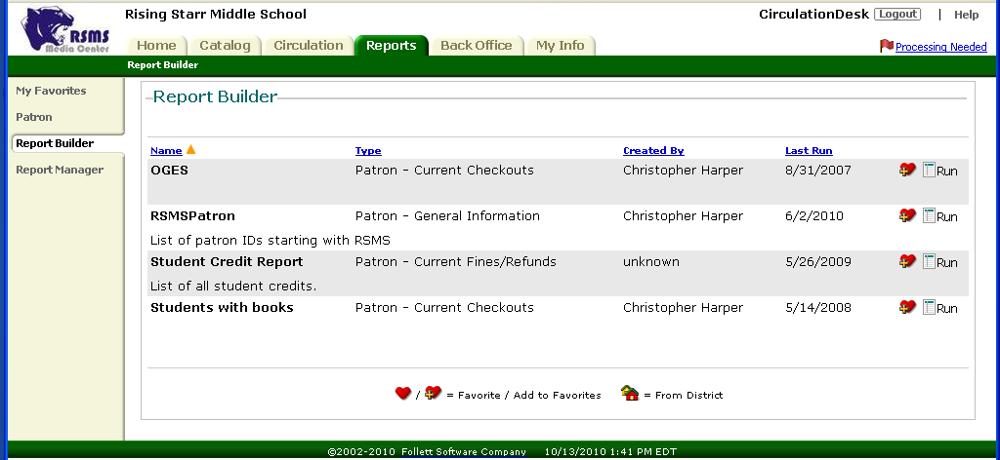 Rising Starr Middle School
CirculationDesk Logout | Help
RSMS
Media Center
Home Catalog Circulation Reports Back Office My Info
Processing Needed
Report Builder
My Favorites
Patron
Report Builder
Report Manager
Report Builder
Name Type Created By Last Run
OGES Patron - Current Checkouts Christopher Harper 8/31/2007 Run
RSMSPatron Patron - General Information Christopher Harper 6/2/2010 Run
List of patron IDs starting with RSMS
Student Credit Report Patron - Current Fines/Refunds unknown 5/26/2009 Run
List of all student credits.
Students with books Patron - Current Checkouts Christopher Harper 5/14/2008 Run
/ = Favorite / Add to Favorites = From District
©2002-2010 Follett Software Company 10/13/2010 1:41 PM EDT